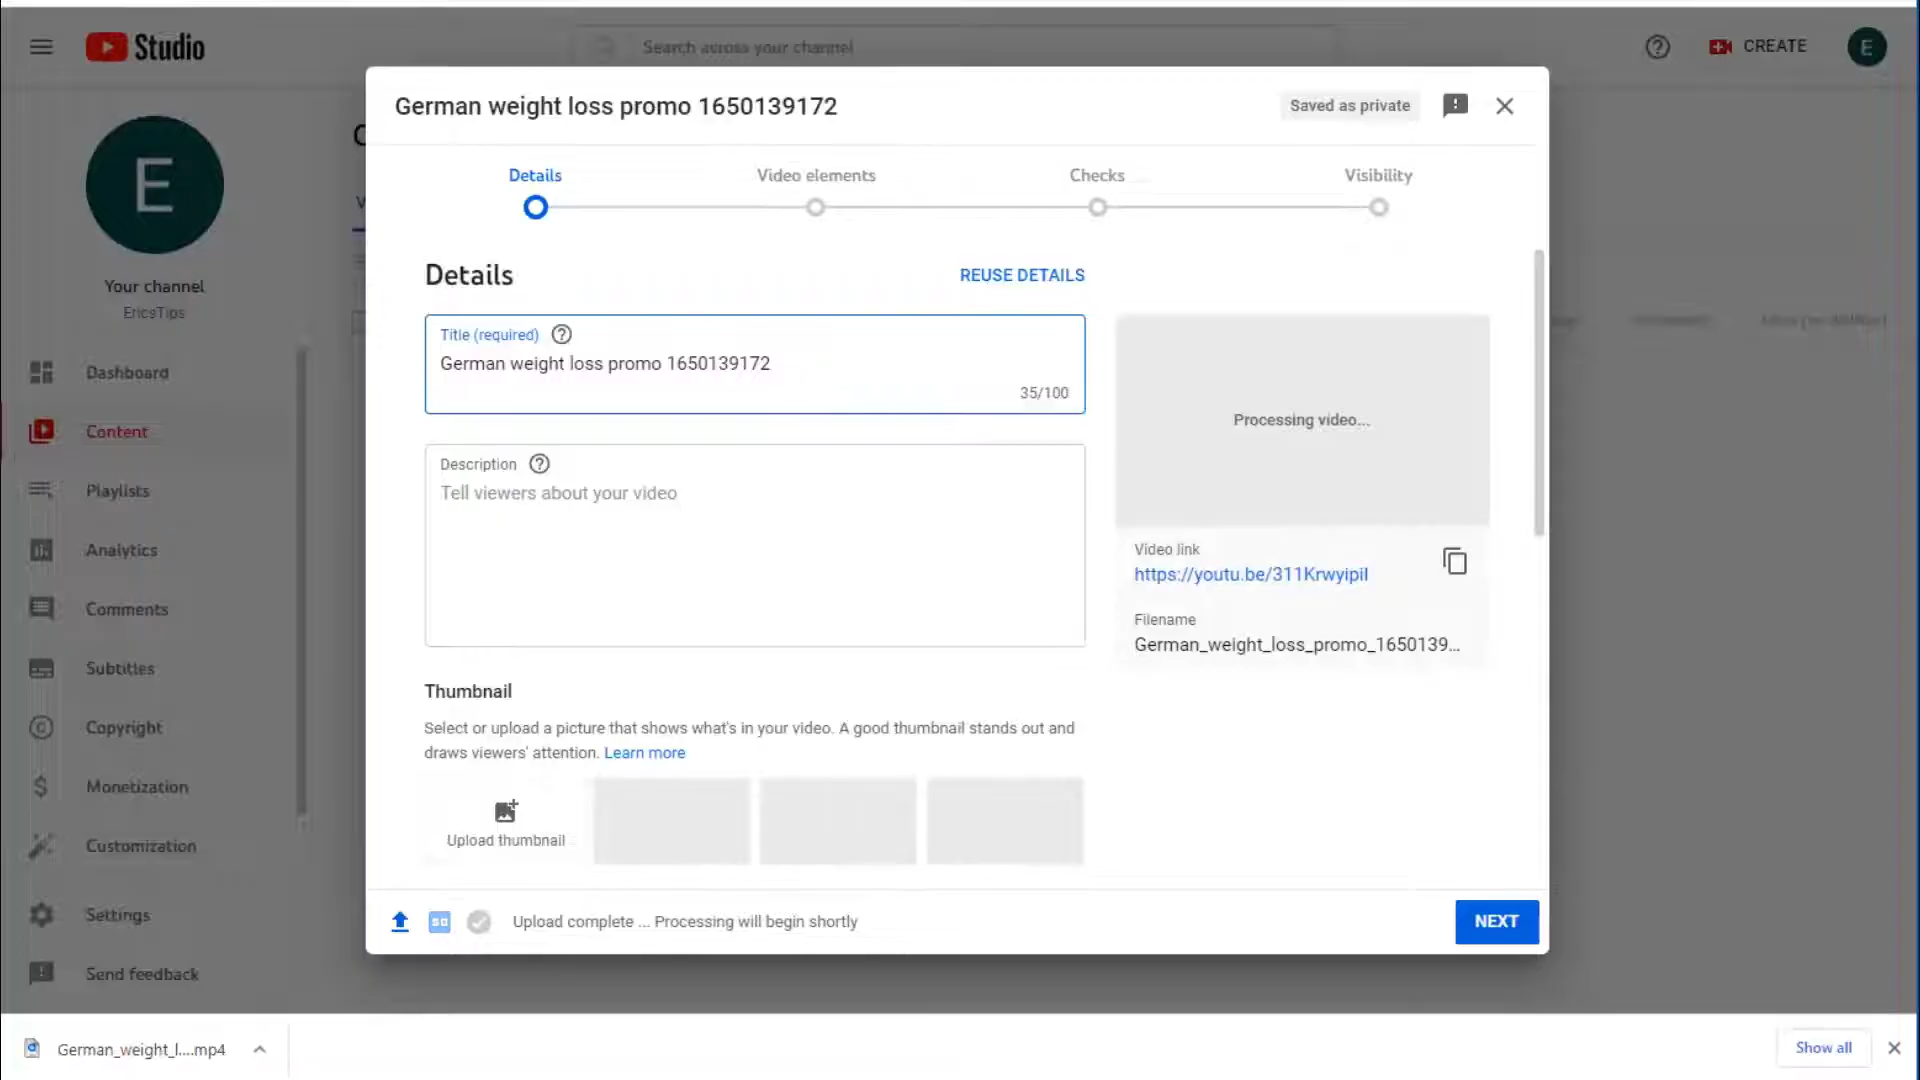 Studio
Search across your channel
CREATE
E
E
Your channel
EricsTips
Dashboard
Content
Playlists
Analytics
Comments
Subtitles
Copyright
Monetization
Customization
Settings
Send feedback
German weight loss promo 1650139172
Saved as private
Details
Video elements
Checks
Visibility
Details
REUSE DETAILS
Title (required)
German weight loss promo 1650139172
35/100
Description
Tell viewers about your video
Processing video...
Video link
https://youtu.be/311KrwyipiI
Filename
German_weight_loss_promo_1650139...
Thumbnail
Select or upload a picture that shows what's in your video. A good thumbnail stands out and
draws viewers' attention. Learn more
Upload thumbnail
SD
Upload complete ... Processing will begin shortly
NEXT
German_weight_l....mp4
Show all